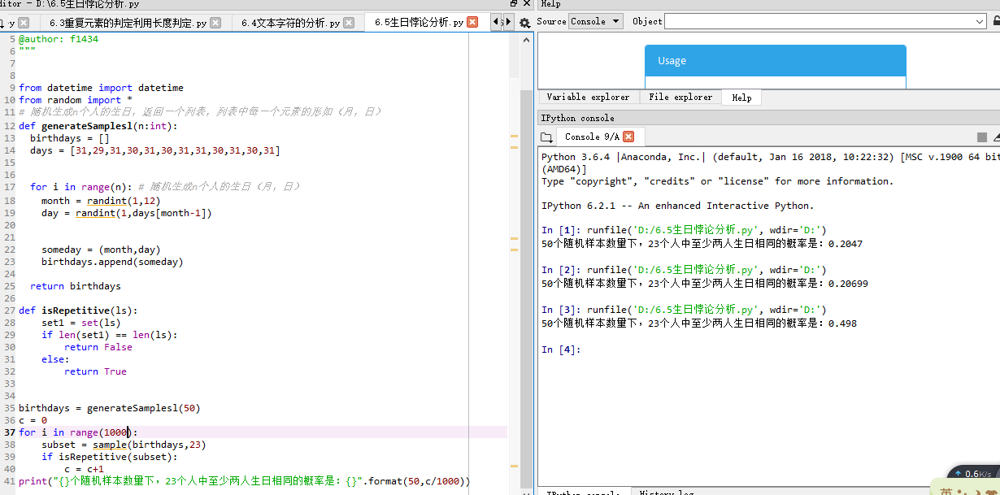 ditor - D:\6.5生日悖论分析.py
Help
6.3重复元素的判定利用长度判定.py
6.4文本字符的分析.py
6.5生日悖论分析.py
Source Console Object
Usage
Variable explorer File explorer Help
IPython console
Console 9/A
5 @author: f1434
6 """
7
8
9 from datetime import datetime
10 from random import *
11 # 随机生成n个人的生日，返回一个列表，列表中每一个元素的形如（月，日）
12 def generateSamplesl(n:int):
13 birthdays = []
14 days = [31,29,31,30,31,30,31,31,30,31,30,31]
15
16
17 for i in range(n): # 随机生成n个人的生日（月，日）
18 month = randint(1,12)
19 day = randint(1,days[month-1])
20
21
22 someday = (month,day)
23 birthdays.append(someday)
24
25 return birthdays
26
27 def isRepetitive(ls):
28 set1 = set(ls)
29 if len(set1) == len(ls):
30 return False
31 else:
32 return True
33
34
35 birthdays = generateSamplesl(50)
36 c = 0
37 for i in range(1000):
38 subset = sample(birthdays,23)
39 if isRepetitive(subset):
40 c = c+1
41 print("{}个随机样本数量下，23个人中至少两人生日相同的概率是：{}".format(50,c/1000))
Python 3.6.4 |Anaconda, Inc.| (default, Jan 16 2018, 10:22:32) [MSC v.1900 64 bit
(AMD64)]
Type "copyright", "credits" or "license" for more information.
IPython 6.2.1 -- An enhanced Interactive Python.
In [1]: runfile('D:/6.5生日悖论分析.py', wdir='D:')
50个随机样本数量下，23个人中至少两人生日相同的概率是：0.2047
In [2]: runfile('D:/6.5生日悖论分析.py', wdir='D:')
50个随机样本数量下，23个人中至少两人生日相同的概率是：0.20699
In [3]: runfile('D:/6.5生日悖论分析.py', wdir='D:')
50个随机样本数量下，23个人中至少两人生日相同的概率是：0.498
In [4]:
0.6K/s
英
IPython console
History log